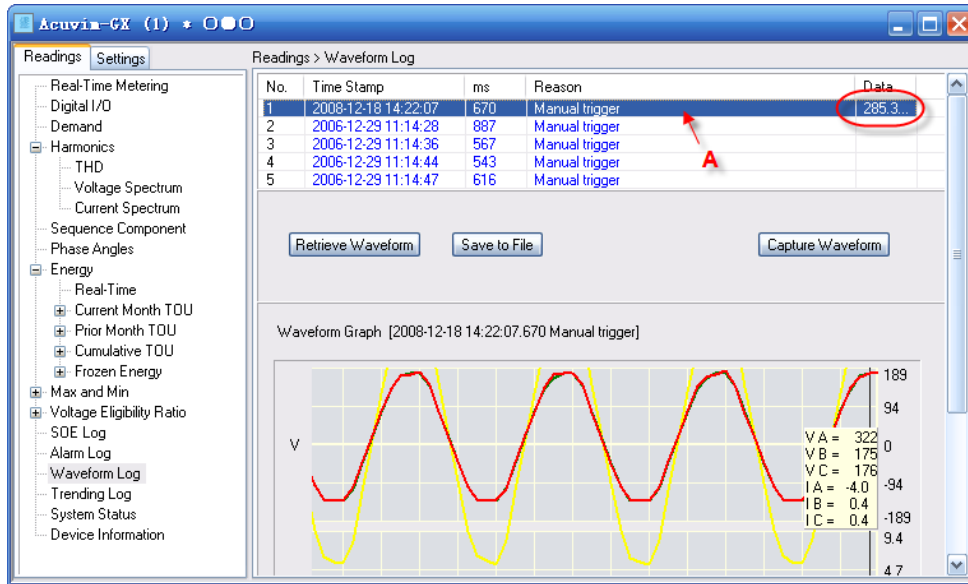 Acuvim-GX (1) *
Readings Settings
Readings > Waveform Log
Real-Time Metering
Digital I/O
Demand
Harmonics
THD
Voltage Spectrum
Current Spectrum
Sequence Component
Phase Angles
Energy
Real-Time
Current Month TOU
Prior Month TOU
Cumulative TOU
Frozen Energy
Max and Min
Voltage Eligibility Ratio
SOE Log
Alarm Log
Waveform Log
Trending Log
System Status
Device Information
No. Time Stamp ms Reason Data
1 2008-12-18 14:22:07 670 Manual trigger 285.3...
2 2006-12-29 11:14:28 887 Manual trigger
3 2006-12-29 11:14:36 567 Manual trigger
4 2006-12-29 11:14:44 543 Manual trigger
5 2006-12-29 11:14:47 616 Manual trigger
A
Retrieve Waveform Save to File Capture Waveform
Waveform Graph [2008-12-18 14:22:07.670 Manual trigger]
V
189
94
0
-94
-189
9.4
4.7
V A = 322
V B = 175
V C = 176
I A = -4.0
I B = 0.4
I C = 0.4